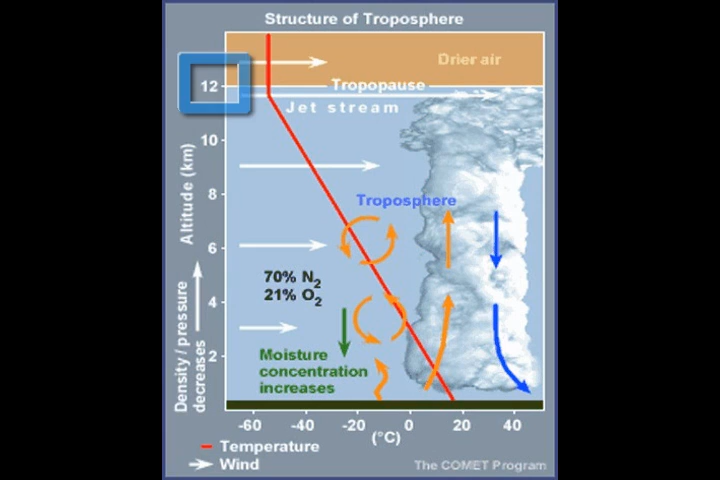 Structure of Troposphere
Drier air
12
Tropopause
Jet stream
10
8
Troposphere
6
70% N2
21% O2
4
Moisture
concentration
increases
2
Altitude (km)
Density / pressure
decreases
-60 -40 -20 0 20 40
(°C)
Temperature
Wind
The COMET Program